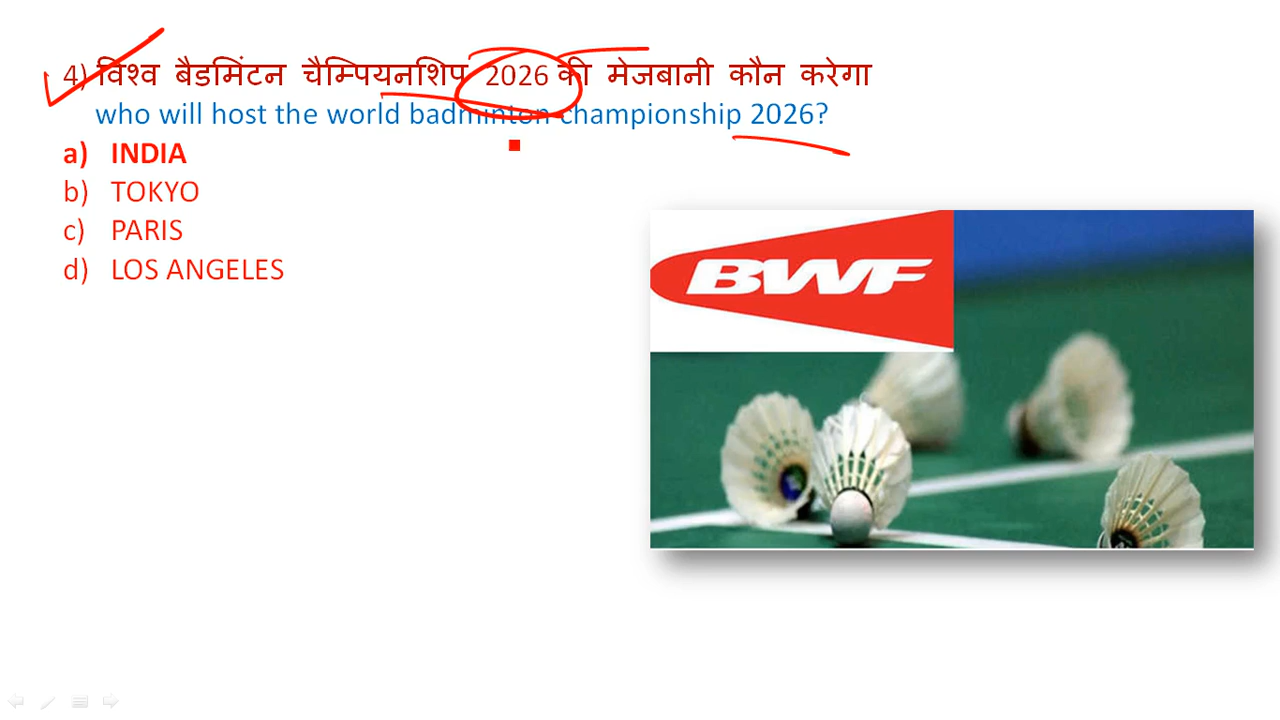 4) विश्व बैडमिंटन चैम्पियनशिप 2026 की मेजबानी कौन करेगा
who will host the world badminton championship 2026?
a) INDIA
b) TOKYO
c) PARIS
d) LOS ANGELES
BWF